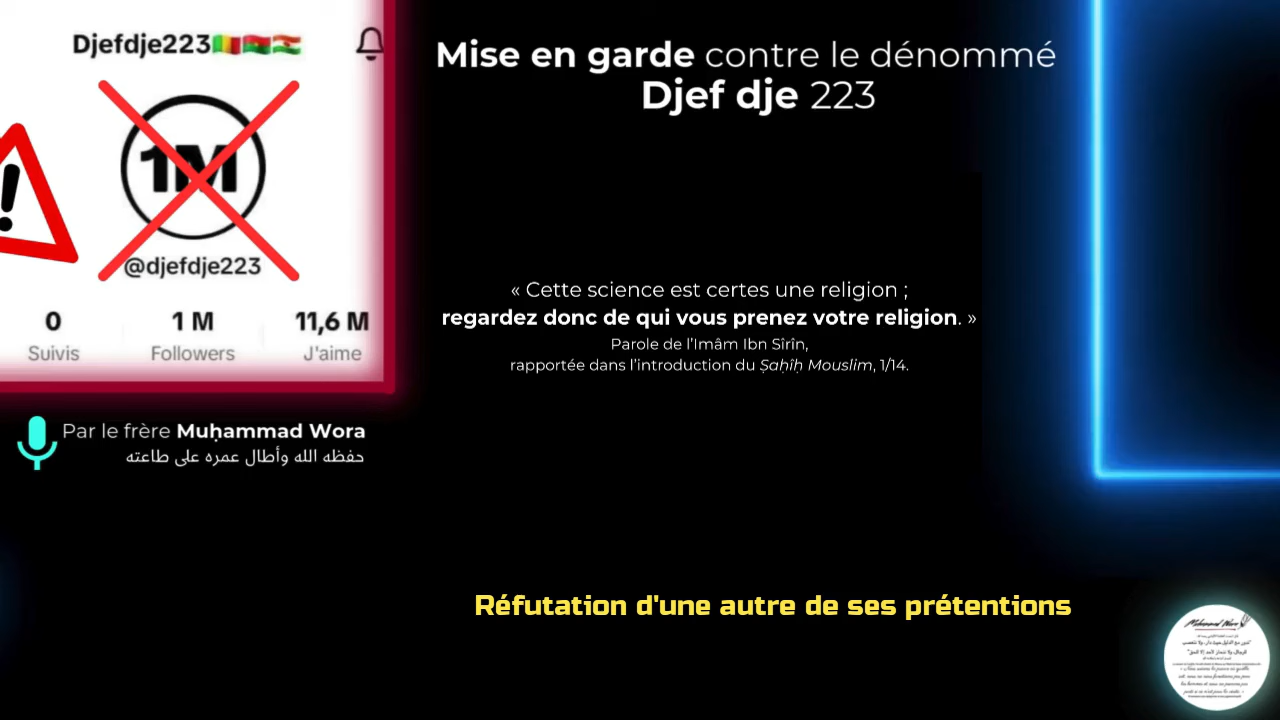 Djefdje223
1M
@djefdje223
0
1 M
11,6 M
Suivis
Followers
J'aime
!
Par le frère Muḥammad Wora
حفظه الله وأطال عمره على طاعته
Mise en garde contre le dénommé
Djef dje 223
« Cette science est certes une religion ;
regardez donc de qui vous prenez votre religion. »
Parole de l'Imâm Ibn Sîrîn,
rapportée dans l'introduction du Ṣaḥîḥ Mouslim, 1/14.
Réfutation d'une autre de ses prétentions
Muhammad Wora